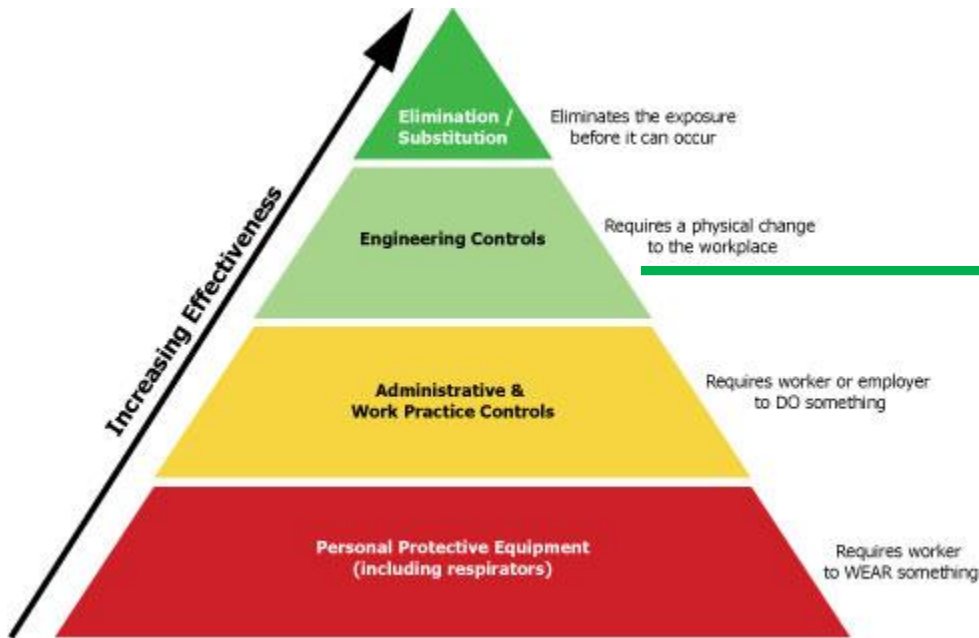 Elimination /
Substitution
Eliminates the exposure
before it can occur
Engineering Controls
Requires a physical change
to the workplace
Increasing Effectiveness
Administrative &
Work Practice Controls
Requires worker or employer
to DO something
Personal Protective Equipment
(including respirators)
Requires worker
to WEAR something